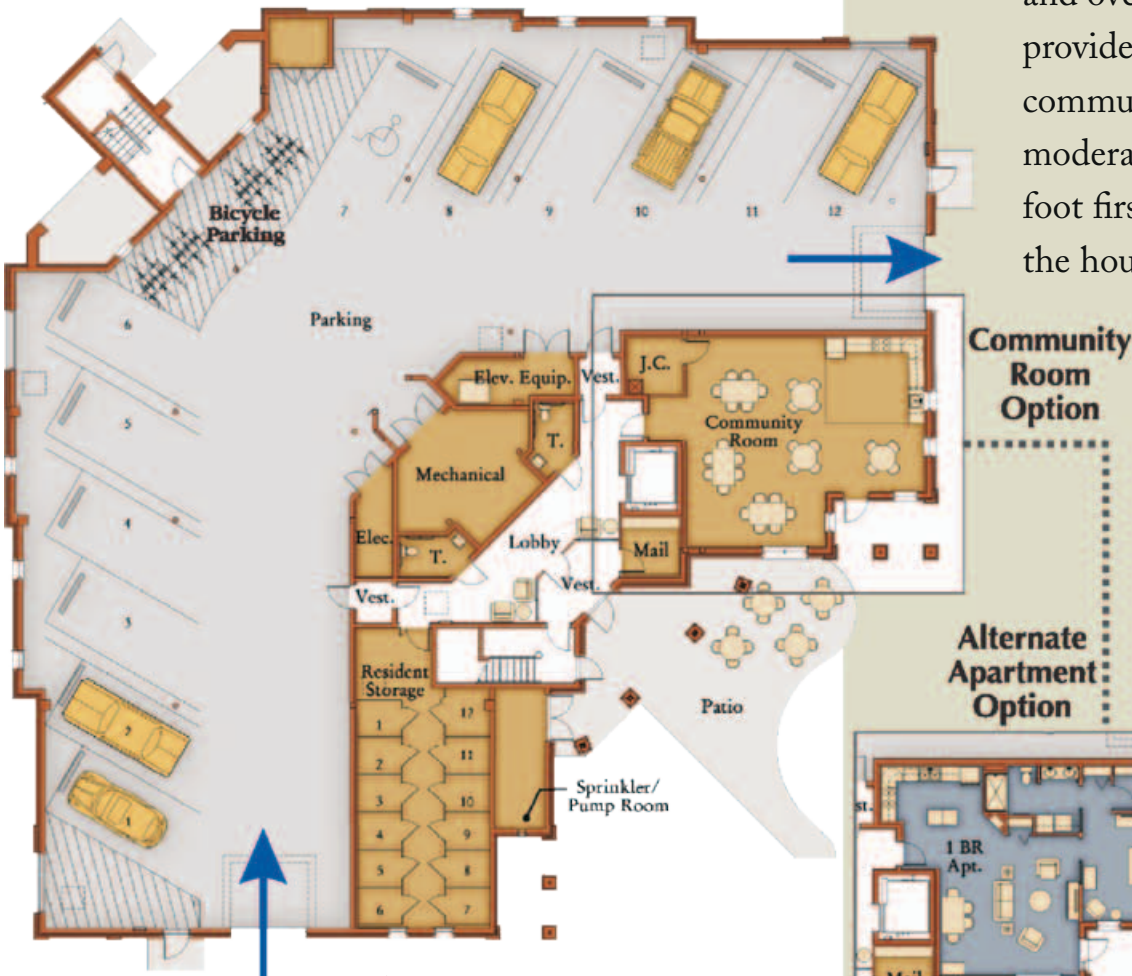 and ove
provide
commu
modera
foot firs
the hou
Bicycle
Parking
7
8
9
10
11
12
6
Parking
5
4
3
2
1
Elev. Equip.
Vest.
J.C.
Community
Room
T.
Mechanical
Elec.
T.
Lobby
Mail
Vest.
Vest.
Community
Room
Option
Resident
Storage
1
2
3
4
5
6
12
11
10
9
8
7
Patio
Sprinkler/
Pump Room
Alternate
Apartment
Option
st.
1 BR
Apt.
Mail